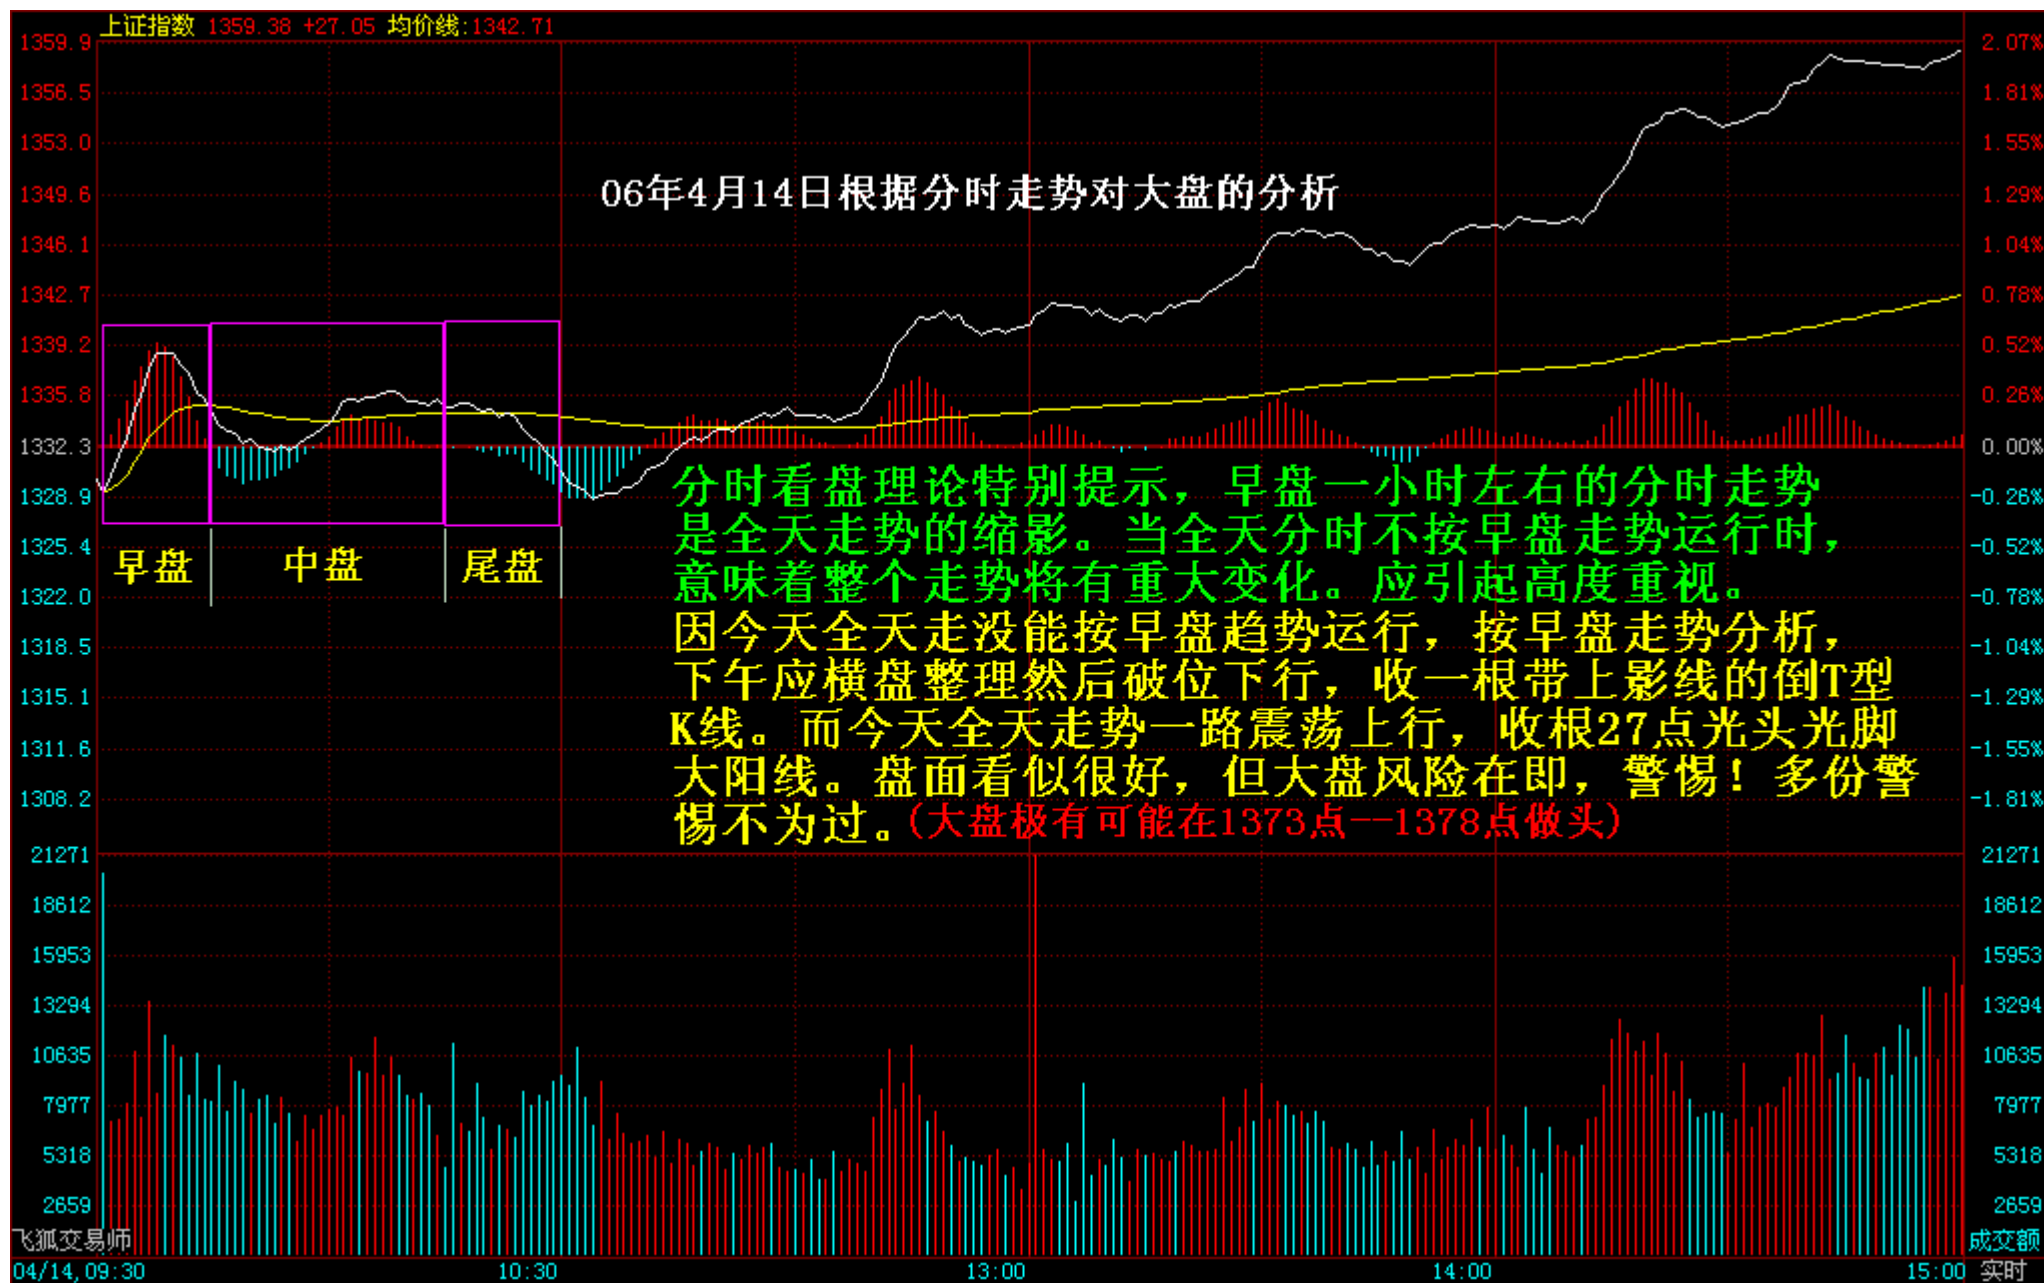 上证指数 1359.38 +27.05 均价线:1342.71
1359.9 2.07%
1356.5 1.81%
1353.0 1.55%
1349.6 1.29%
06年4月14日根据分时走势对大盘的分析
1346.1 1.04%
1342.7 0.78%
1339.2 0.52%
1335.8 0.26%
1332.3 0.00%
1328.9 -0.26%
1325.4 -0.52%
1322.0 -0.78%
1318.5 -1.04%
1315.1 -1.29%
1311.6 -1.55%
1308.2 -1.81%
早盘 中盘 尾盘
分时看盘理论特别提示，早盘一小时左右的分时走势
是全天走势的缩影。当全天分时不按早盘走势运行时，
意味着整个走势将有重大变化。应引起高度重视。
因今天全天走没能按早盘趋势运行，按早盘走势分析，
下午应横盘整理然后破位下行，收一根带上影线的倒T型
K线。而今天全天走势一路震荡上行，收根27点光头光脚
大阳线。盘面看似很好，但大盘风险在即，警惕！多份警
惕不为过。(大盘极有可能在1373点--1378点做头)
21271 21271
18612 18612
15953 15953
13294 13294
10635 10635
7977 7977
5318 5318
2659 2659
飞狐交易师 成交额
04/14,09:30 10:30 13:00 14:00 15:00 实时